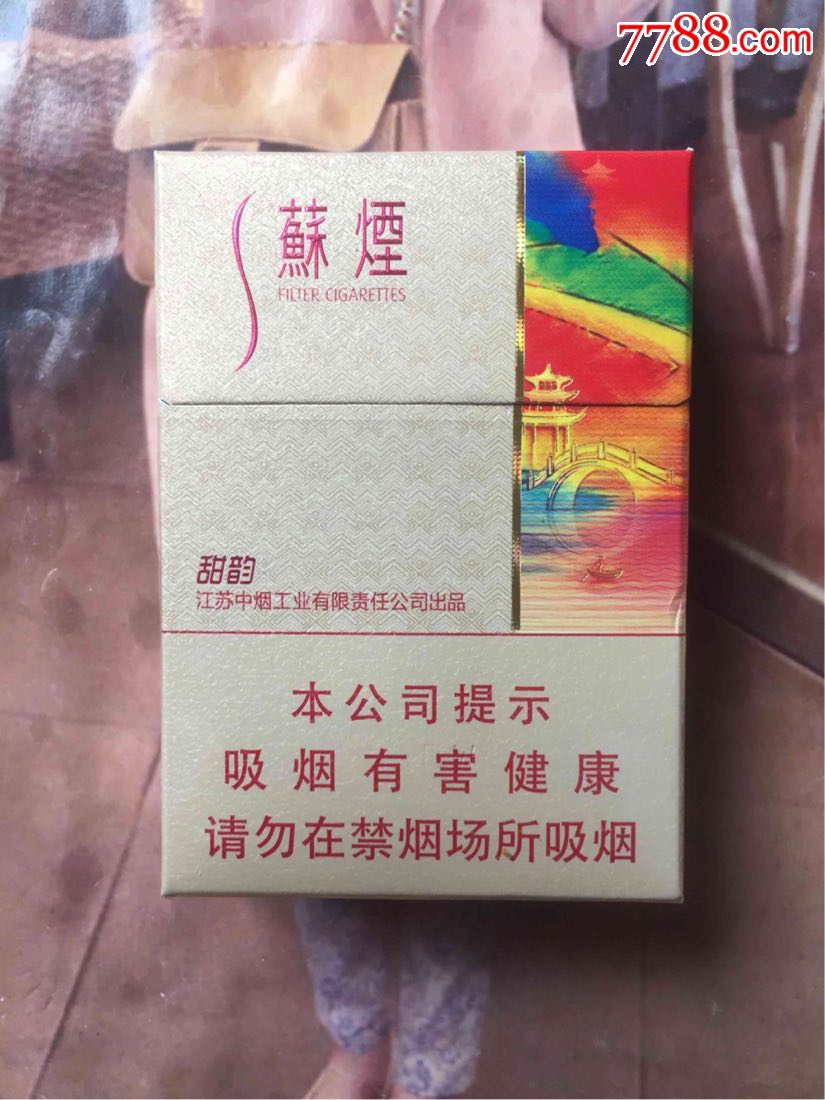 7788.com
蘇煙
FILTER CIGARETTES
甜韵
江苏中烟工业有限责任公司出品
本公司提示
吸烟有害健康
请勿在禁烟场所吸烟